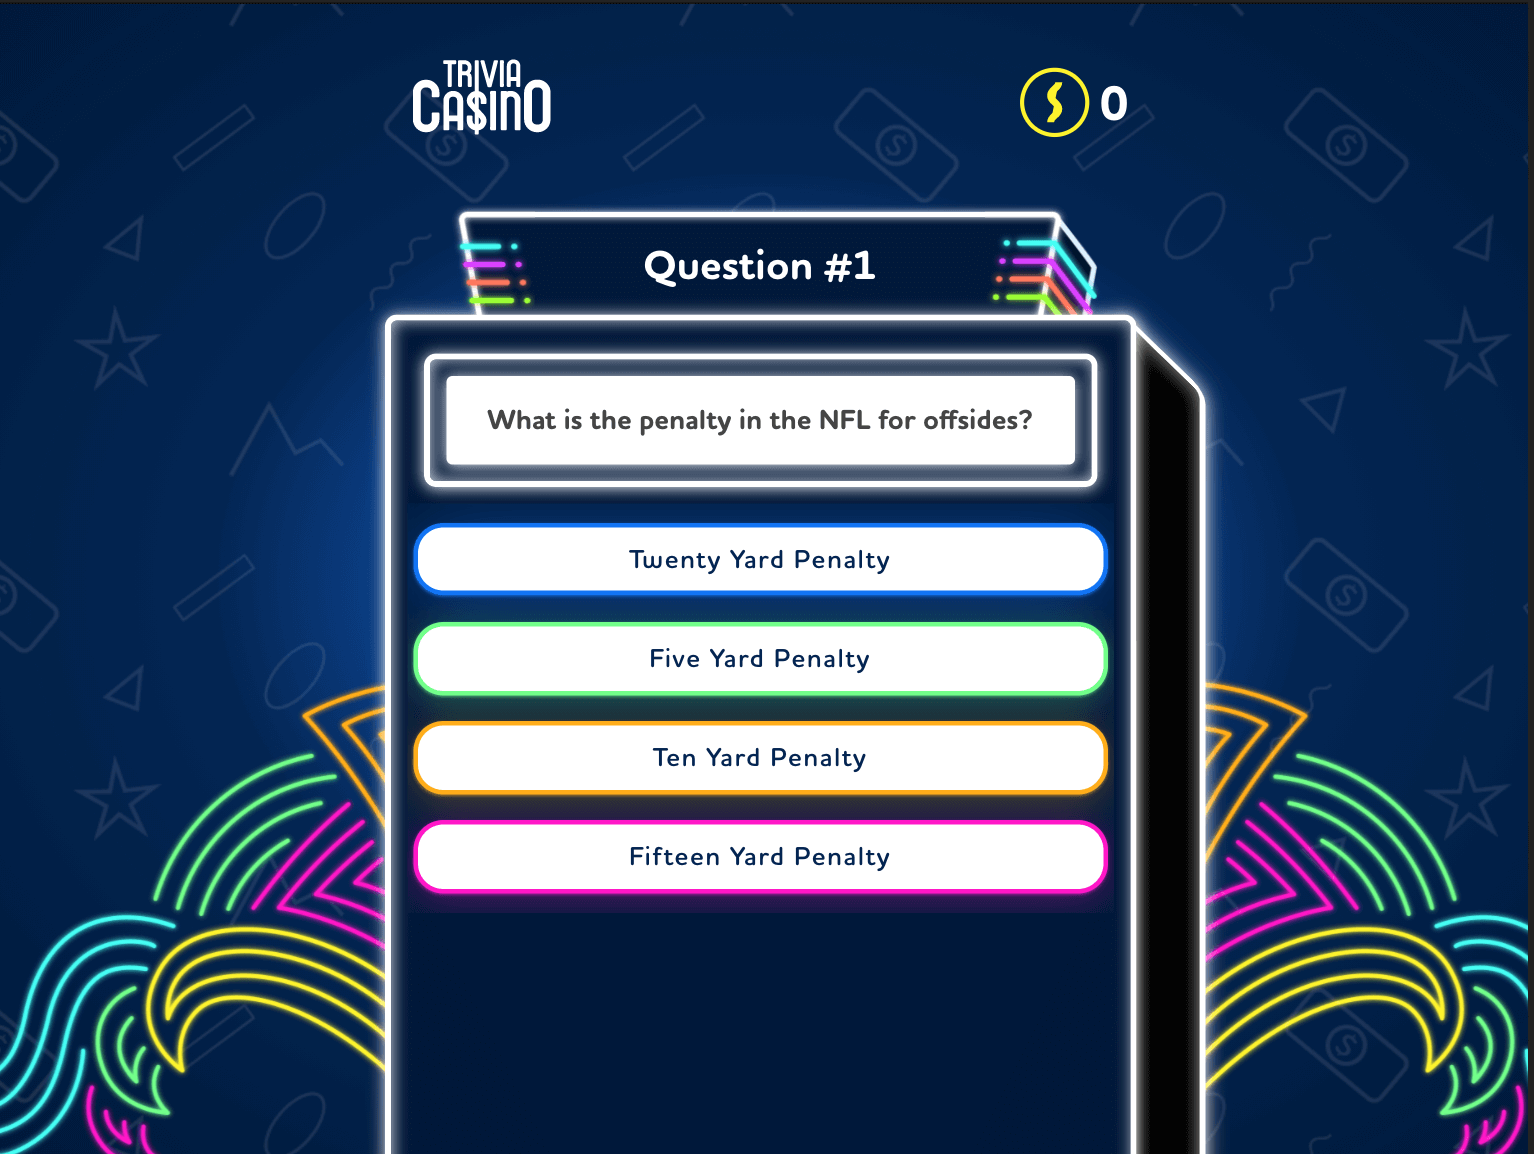 TRIVIA
CA$INO
0
Question #1
What is the penalty in the NFL for offsides?
Twenty Yard Penalty
Five Yard Penalty
Ten Yard Penalty
Fifteen Yard Penalty